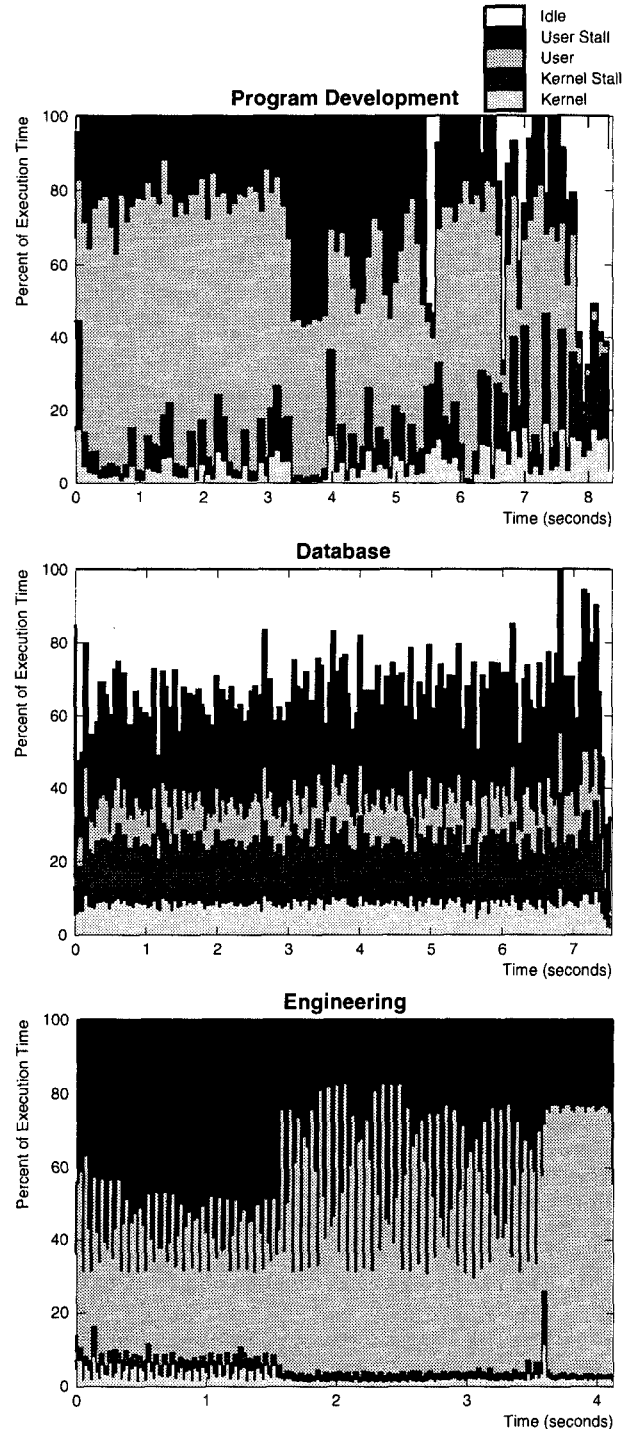 Idle
User Stall
User
Kernel Stall
Kernel
Program Development
Percent of Execution Time
100
80
60
40
20
0
0 1 2 3 4 5 6 7 8
Time (seconds)
Database
Percent of Execution Time
100
80
60
40
20
0
0 1 2 3 4 5 6 7
Time (seconds)
Engineering
Percent of Execution Time
100
80
60
40
20
0
0 1 2 3 4
Time (seconds)